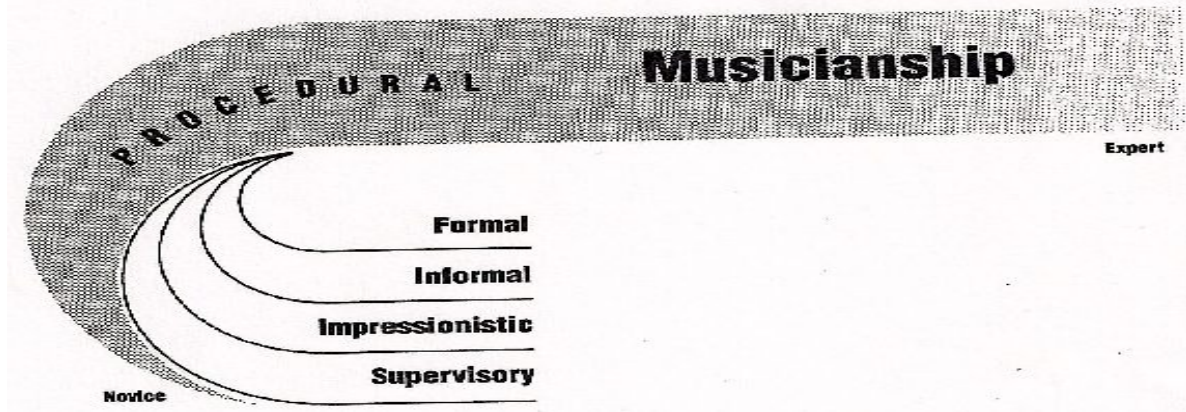 Musicianship
PROCEDURAL
Expert
Formal
Informal
Impressionistic
Supervisory
Novice